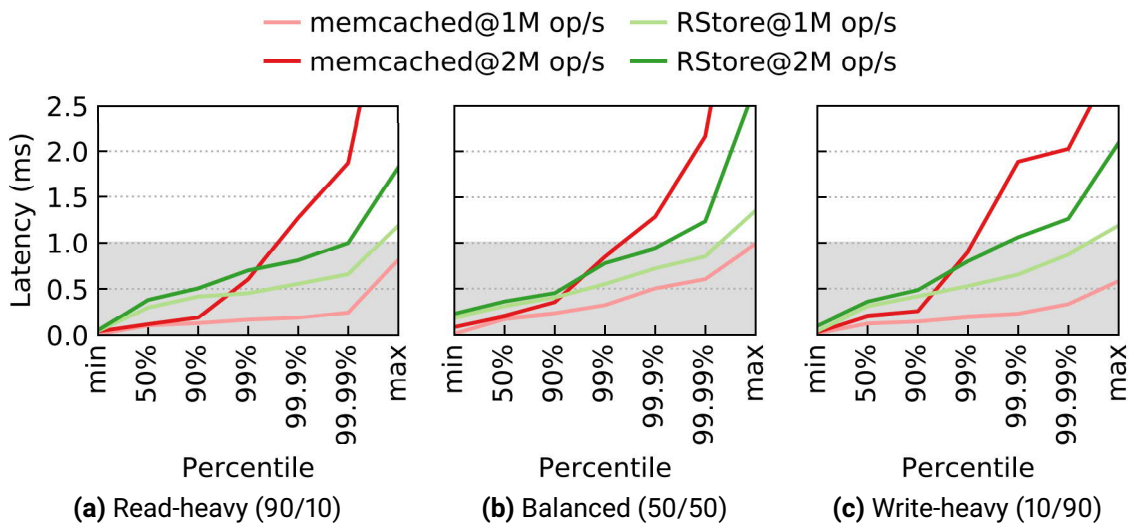 memcached@1M op/s RStore@1M op/s
memcached@2M op/s RStore@2M op/s
Latency (ms)
2.5
2.0
1.5
1.0
0.5
0.0
min 50% 90% 99% 99.9% 99.99% max
min 50% 90% 99% 99.9% 99.99% max
min 50% 90% 99% 99.9% 99.99% max
Percentile Percentile Percentile
(a) Read-heavy (90/10) (b) Balanced (50/50) (c) Write-heavy (10/90)